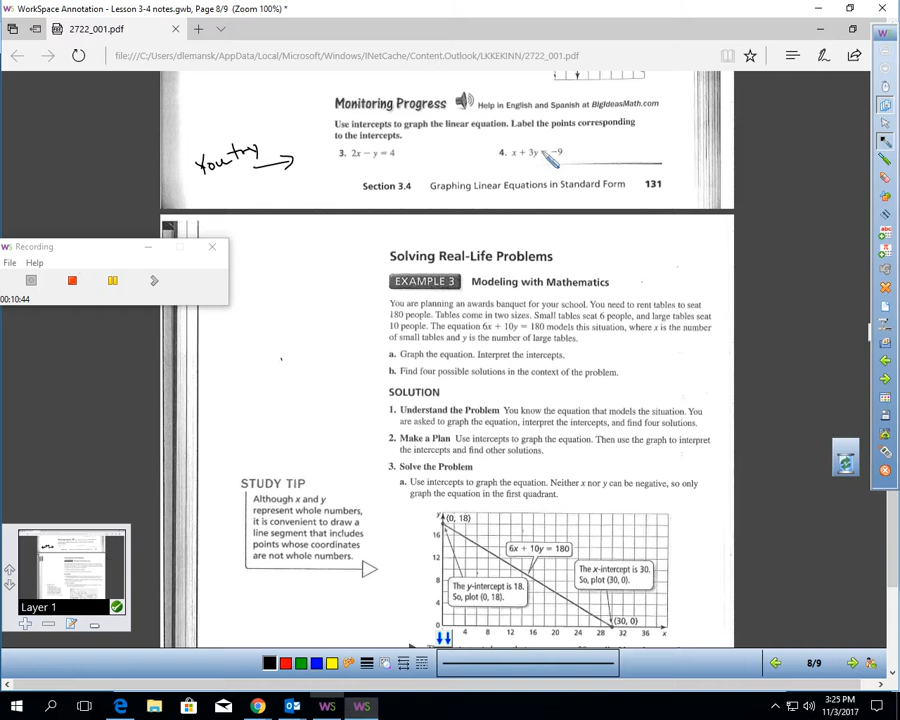 WorkSpace Annotation - Lesson 3-4 notes.gwb, Page 8/9 (Zoom 100%) *
2722_001.pdf
file:///C:/Users/dlemansk/AppData/Local/Microsoft/Windows/INetCache/Content.Outlook/LKKEKINN/2722_001.pdf
Monitoring Progress Help in English and Spanish at BigIdeasMath.com
Use intercepts to graph the linear equation. Label the points corresponding
to the intercepts.
You try
3. 2x − y = 4
4. x + 3y = −9
Section 3.4 Graphing Linear Equations in Standard Form 131
Recording
File Help
00:10:44
Solving Real-Life Problems
EXAMPLE 3 Modeling with Mathematics
You are planning an awards banquet for your school. You need to rent tables to seat
180 people. Tables come in two sizes. Small tables seat 6 people, and large tables seat
10 people. The equation 6x + 10y = 180 models this situation, where x is the number
of small tables and y is the number of large tables.
a. Graph the equation. Interpret the intercepts.
b. Find four possible solutions in the context of the problem.
SOLUTION
1. Understand the Problem You know the equation that models the situation. You
are asked to graph the equation, interpret the intercepts, and find four solutions.
2. Make a Plan Use intercepts to graph the equation. Then use the graph to interpret
the intercepts and find other solutions.
3. Solve the Problem
a. Use intercepts to graph the equation. Neither x nor y can be negative, so only
graph the equation in the first quadrant.
STUDY TIP
Although x and y
represent whole numbers,
it is convenient to draw a
line segment that includes
points whose coordinates
are not whole numbers.
y
(0, 18)
16
12
8
4
0
6x + 10y = 180
The x-intercept is 30.
So, plot (30, 0).
The y-intercept is 18.
So, plot (0, 18).
(30, 0)
4 8 12 16 20 24 28 32 36 x
Layer 1
8/9
3:25 PM
11/3/2017